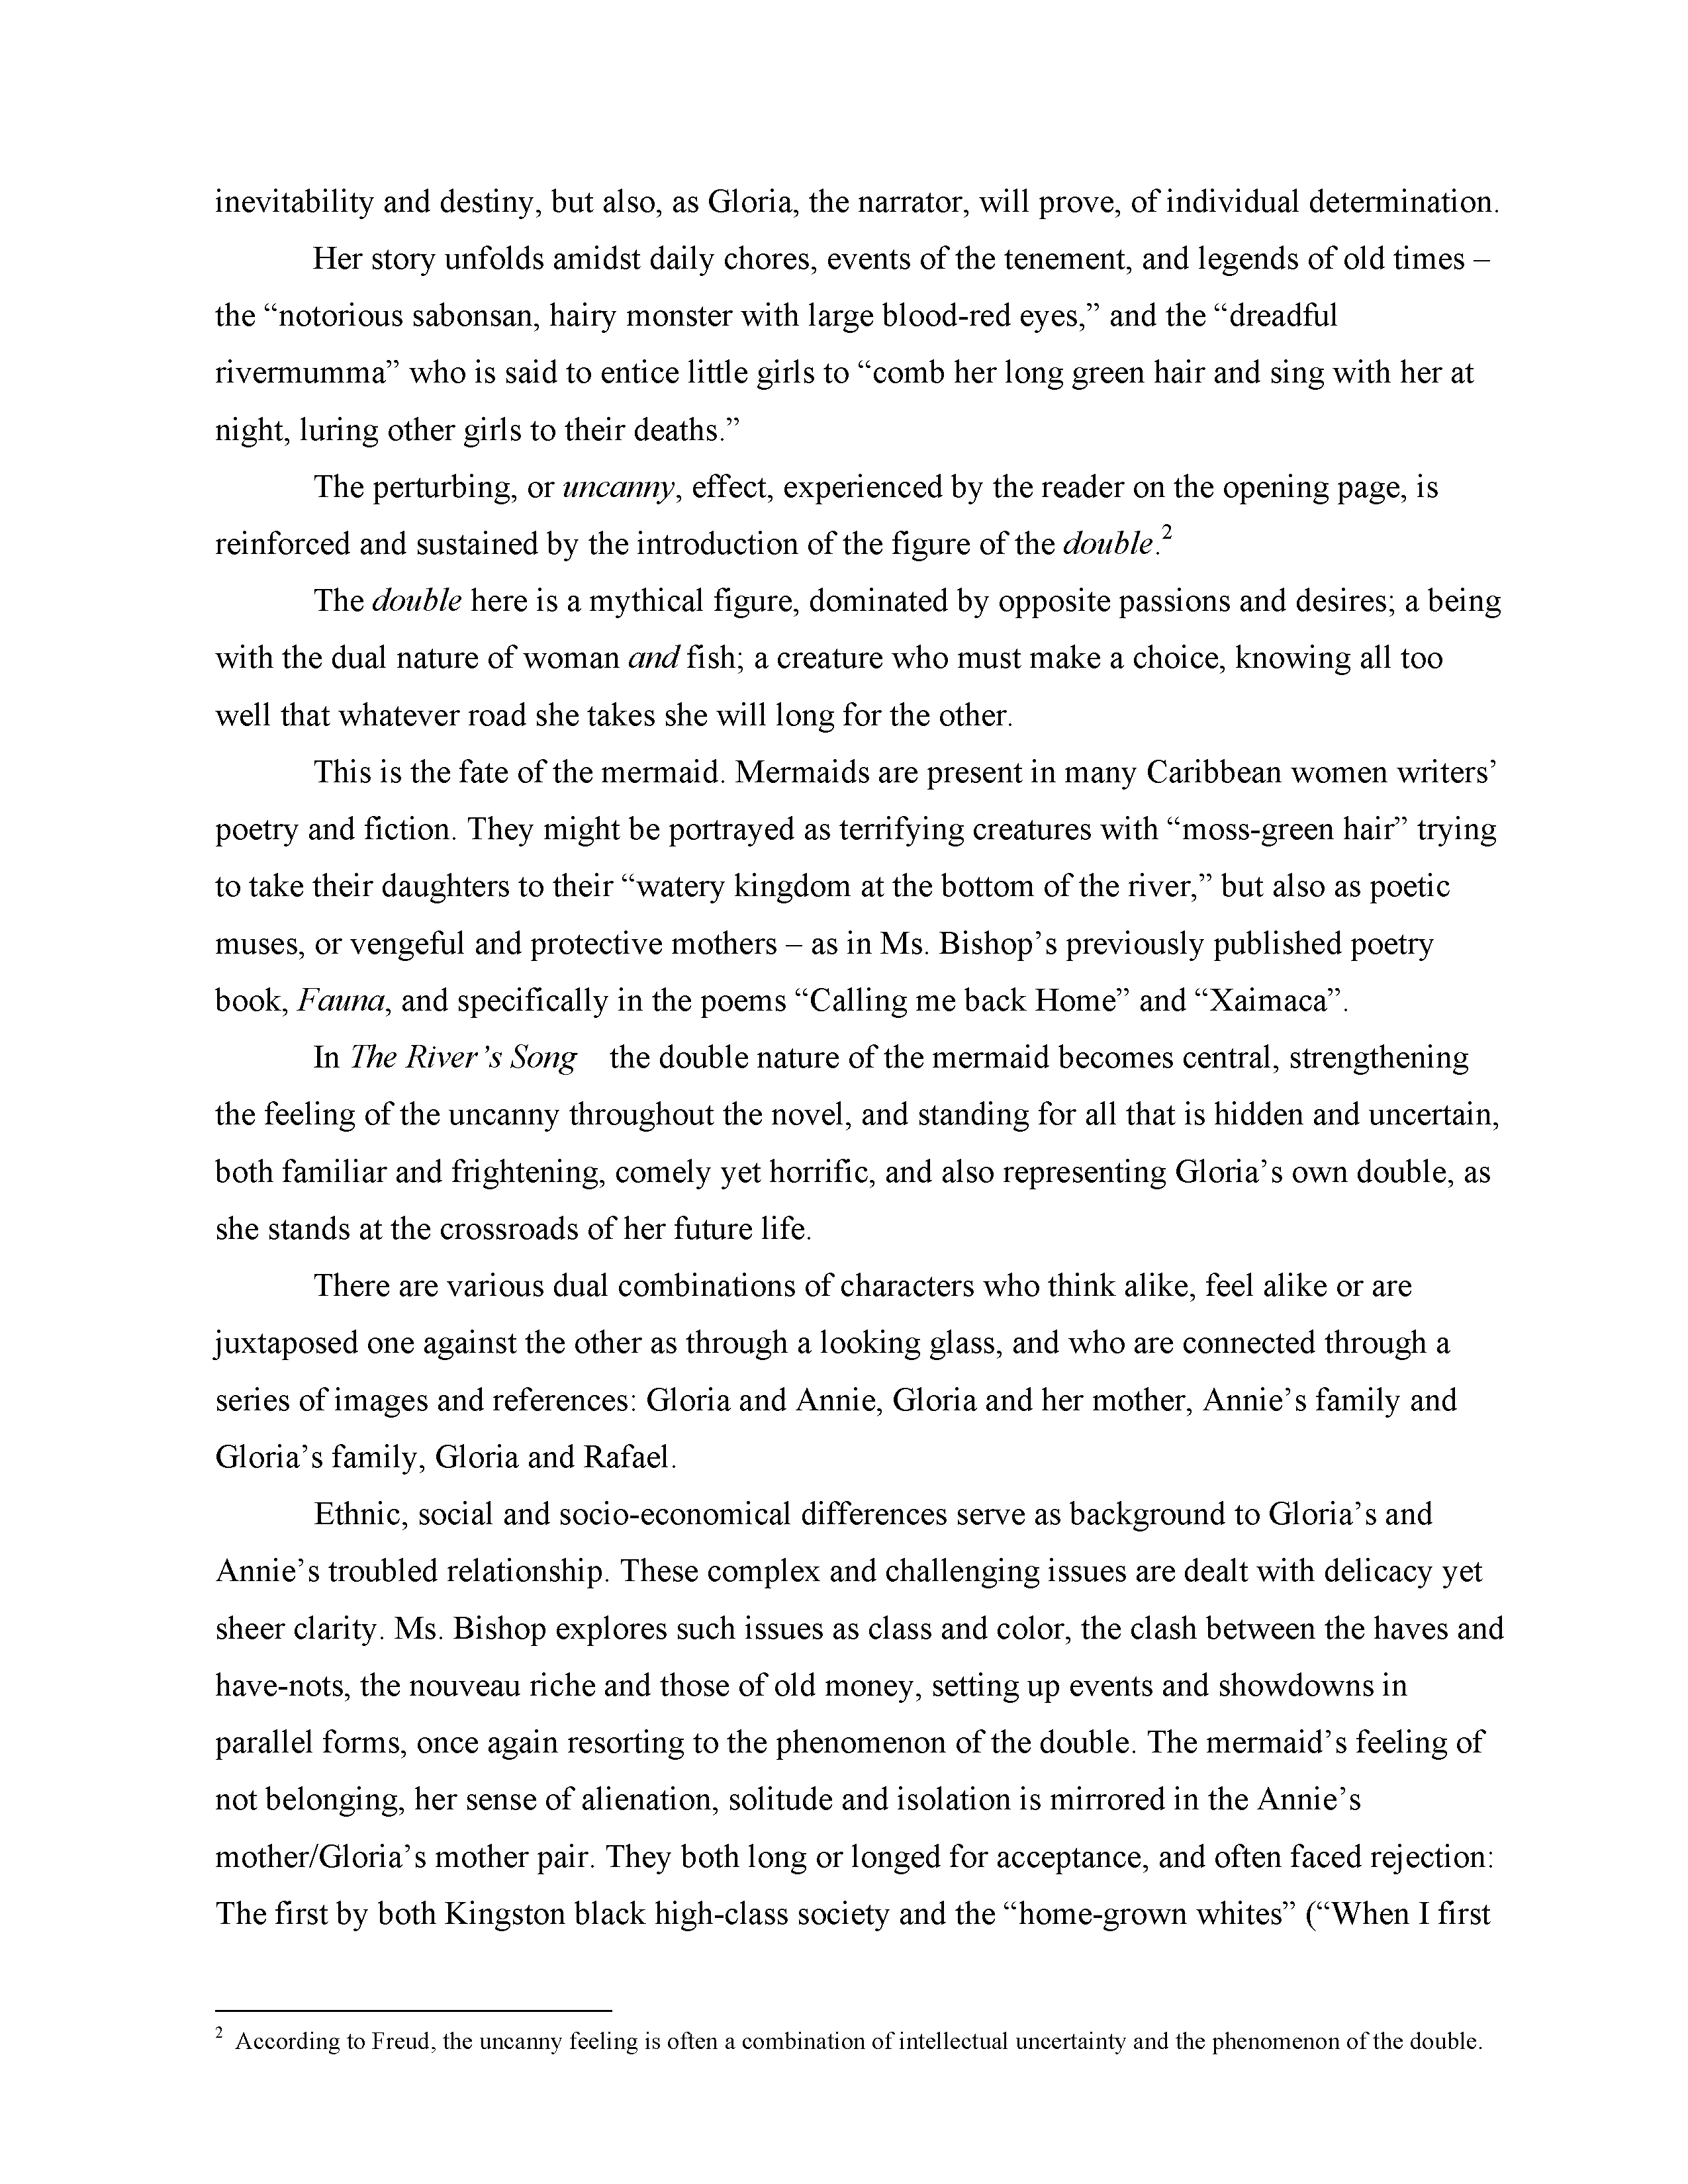 inevitability and destiny, but also, as Gloria, the narrator, will prove, of individual determination.
Her story unfolds amidst daily chores, events of the tenement, and legends of old times –
the “notorious sabonsan, hairy monster with large blood-red eyes,” and the “dreadful
rivermumma” who is said to entice little girls to “comb her long green hair and sing with her at
night, luring other girls to their deaths.”
The perturbing, or uncanny, effect, experienced by the reader on the opening page, is
reinforced and sustained by the introduction of the figure of the double.2
The double here is a mythical figure, dominated by opposite passions and desires; a being
with the dual nature of woman and fish; a creature who must make a choice, knowing all too
well that whatever road she takes she will long for the other.
This is the fate of the mermaid. Mermaids are present in many Caribbean women writers’
poetry and fiction. They might be portrayed as terrifying creatures with “moss-green hair” trying
to take their daughters to their “watery kingdom at the bottom of the river,” but also as poetic
muses, or vengeful and protective mothers – as in Ms. Bishop’s previously published poetry
book, Fauna, and specifically in the poems “Calling me back Home” and “Xaimaca”.
In The River’s Song the double nature of the mermaid becomes central, strengthening
the feeling of the uncanny throughout the novel, and standing for all that is hidden and uncertain,
both familiar and frightening, comely yet horrific, and also representing Gloria’s own double, as
she stands at the crossroads of her future life.
There are various dual combinations of characters who think alike, feel alike or are
juxtaposed one against the other as through a looking glass, and who are connected through a
series of images and references: Gloria and Annie, Gloria and her mother, Annie’s family and
Gloria’s family, Gloria and Rafael.
Ethnic, social and socio-economical differences serve as background to Gloria’s and
Annie’s troubled relationship. These complex and challenging issues are dealt with delicacy yet
sheer clarity. Ms. Bishop explores such issues as class and color, the clash between the haves and
have-nots, the nouveau riche and those of old money, setting up events and showdowns in
parallel forms, once again resorting to the phenomenon of the double. The mermaid’s feeling of
not belonging, her sense of alienation, solitude and isolation is mirrored in the Annie’s
mother/Gloria’s mother pair. They both long or longed for acceptance, and often faced rejection:
The first by both Kingston black high-class society and the “home-grown whites” (“When I first
2 According to Freud, the uncanny feeling is often a combination of intellectual uncertainty and the phenomenon of the double.